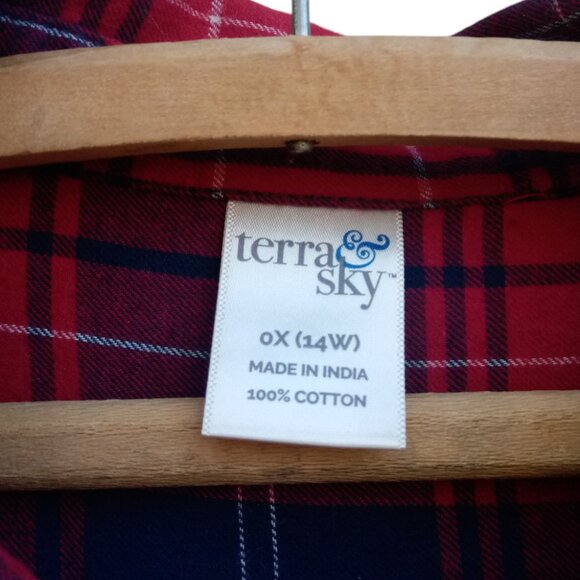 terra &
sky™
0X (14W)
MADE IN INDIA
100% COTTON